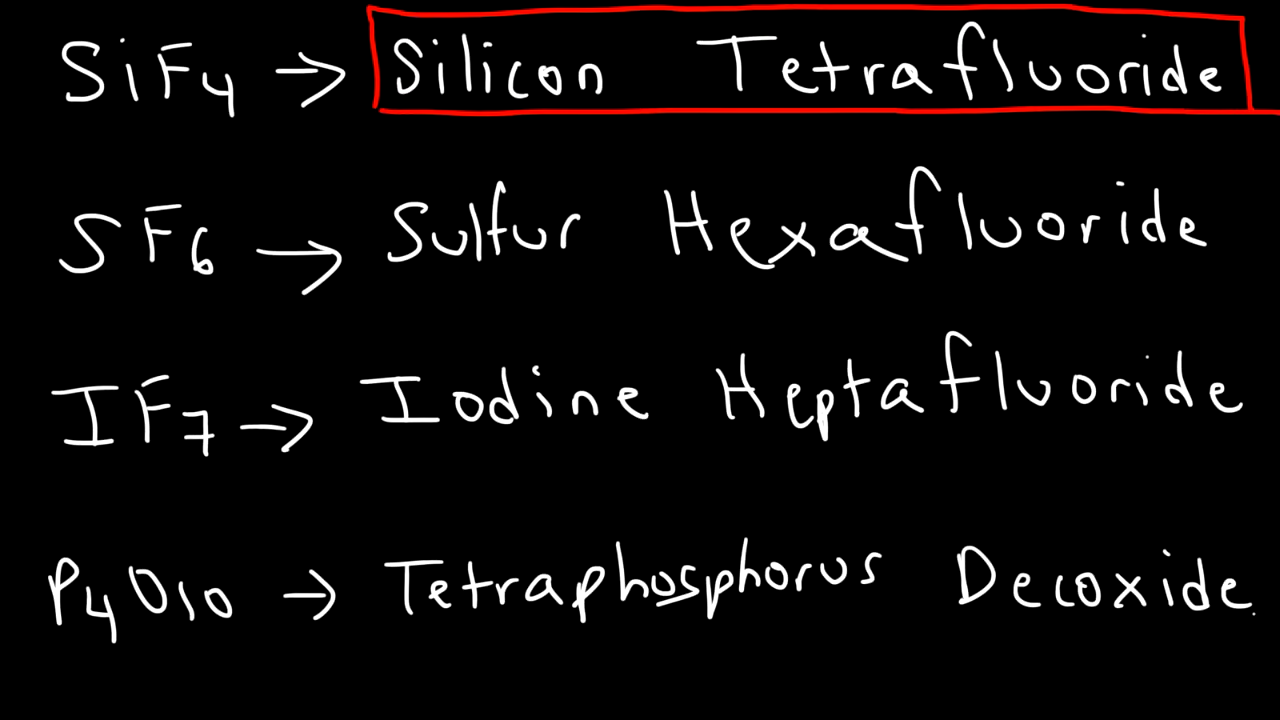 SiF4 → Silicon Tetrafluoride
SF6 → Sulfur Hexafluoride
IF7 → Iodine Heptafluoride
P4O10 → Tetraphosphorus Decoxide